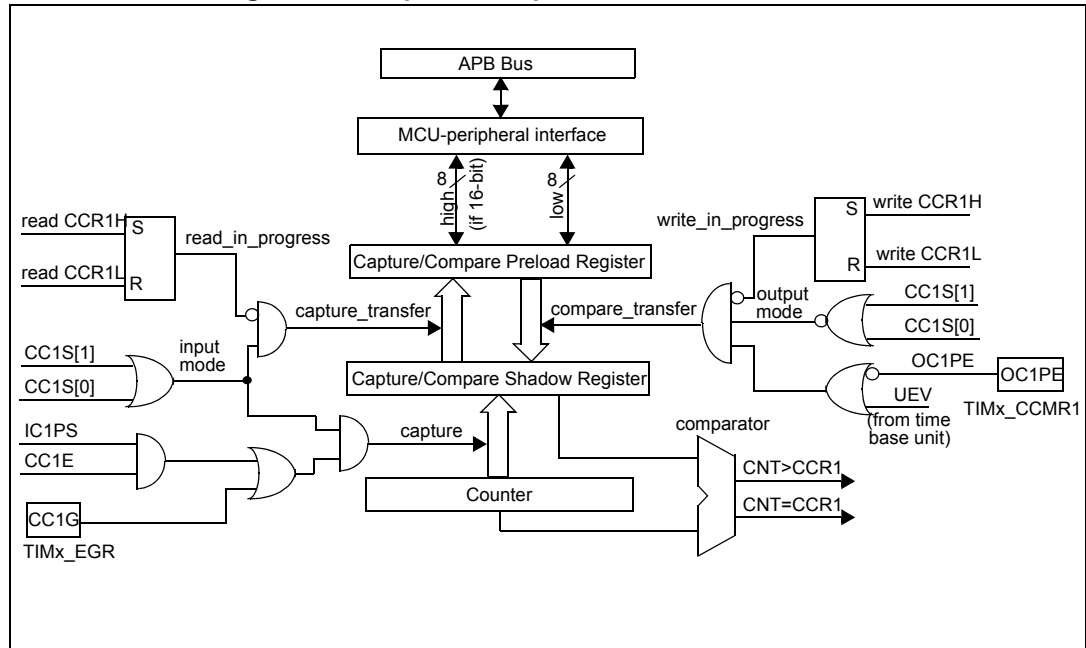 APB Bus
MCU-peripheral interface
8
high
(if 16-bit)
8
low
read CCR1H
S
read_in_progress
read CCR1L
R
write_in_progress
S
write CCR1H
R
write CCR1L
Capture/Compare Preload Register
CC1S[1]
output
mode
CC1S[0]
capture_transfer
compare_transfer
input
mode
CC1S[1]
CC1S[0]
Capture/Compare Shadow Register
OC1PE
OC1PE
UEV
TIMx_CCMR1
(from time
base unit)
IC1PS
CC1E
capture
comparator
CNT>CCR1
Counter
CNT=CCR1
CC1G
TIMx_EGR